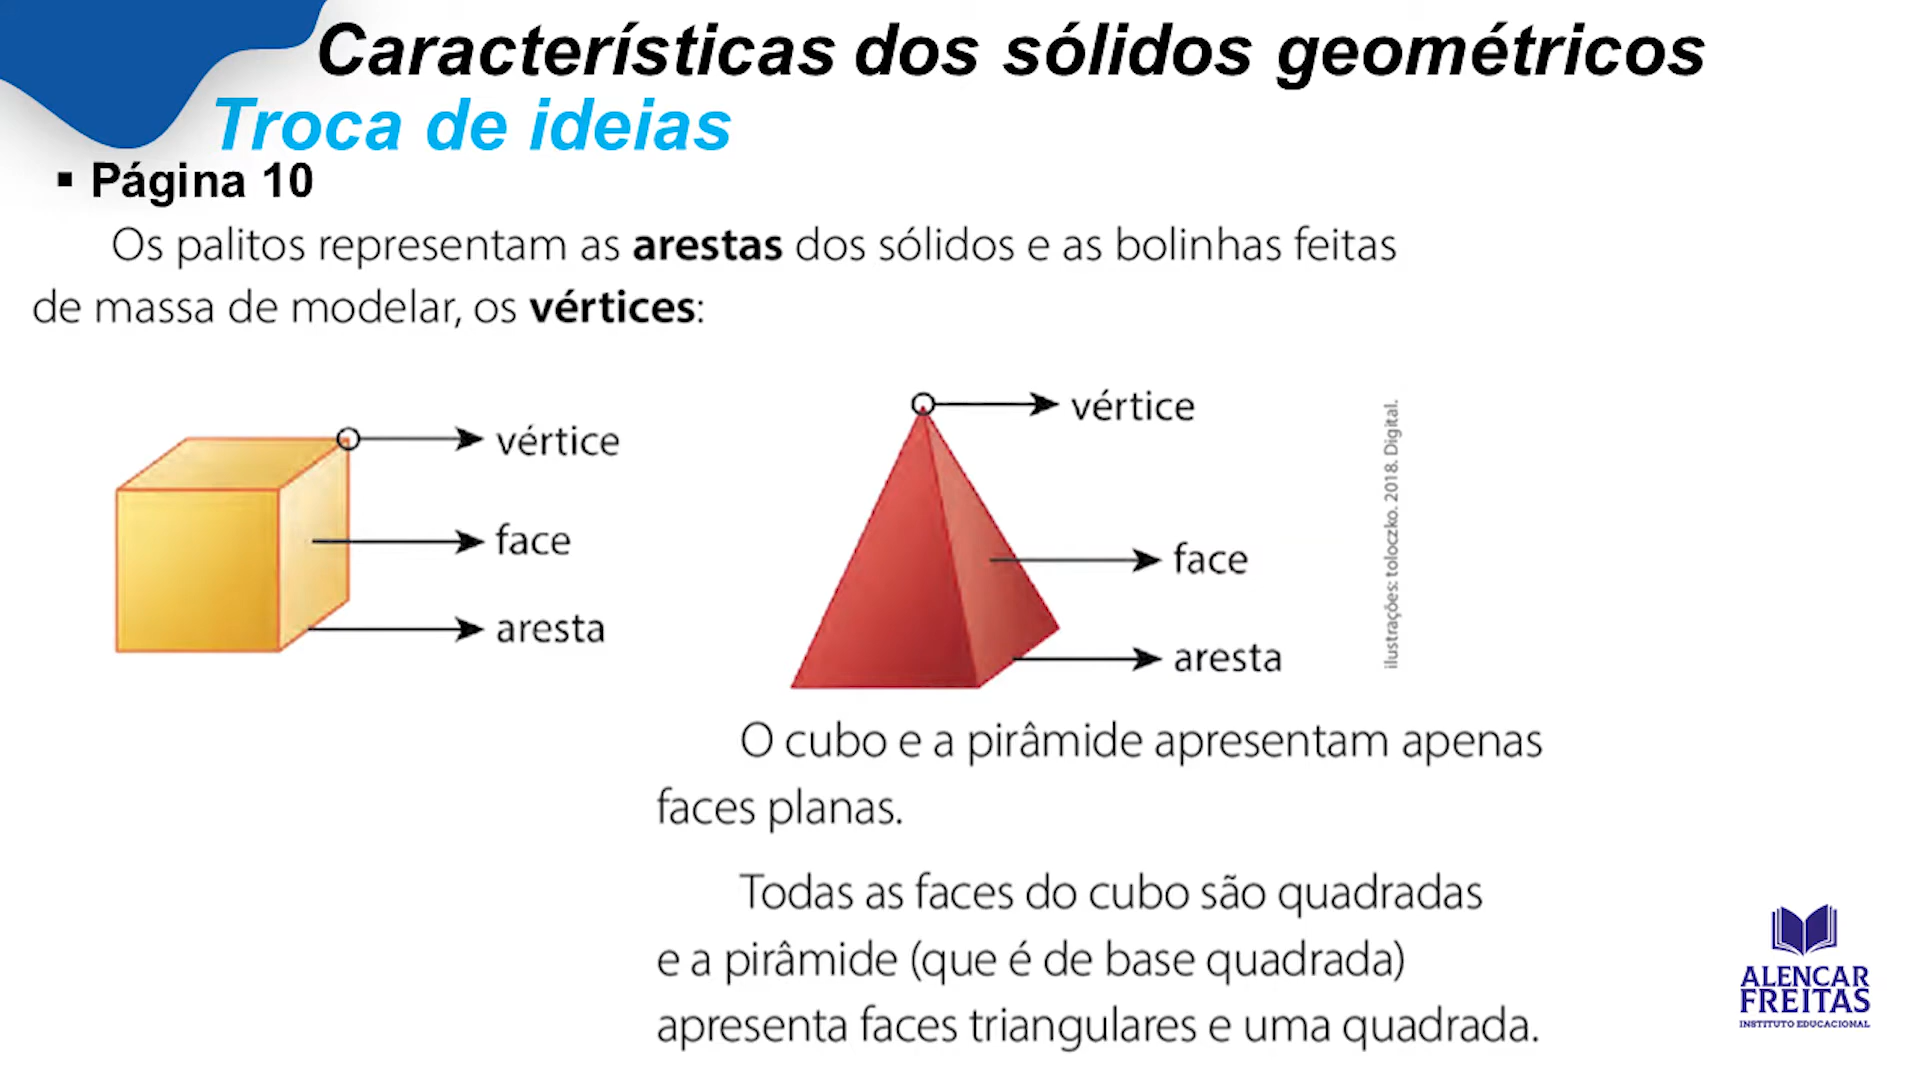 Características dos sólidos geométricos
Troca de ideias
▪ Página 10
Os palitos representam as arestas dos sólidos e as bolinhas feitas
de massa de modelar, os vértices:
vértice
face
aresta
vértice
face
aresta
ilustrações: toloczko. 2018. Digital.
O cubo e a pirâmide apresentam apenas
faces planas.
Todas as faces do cubo são quadradas
e a pirâmide (que é de base quadrada)
apresenta faces triangulares e uma quadrada.
ALENCAR
FREITAS
INSTITUTO EDUCACIONAL